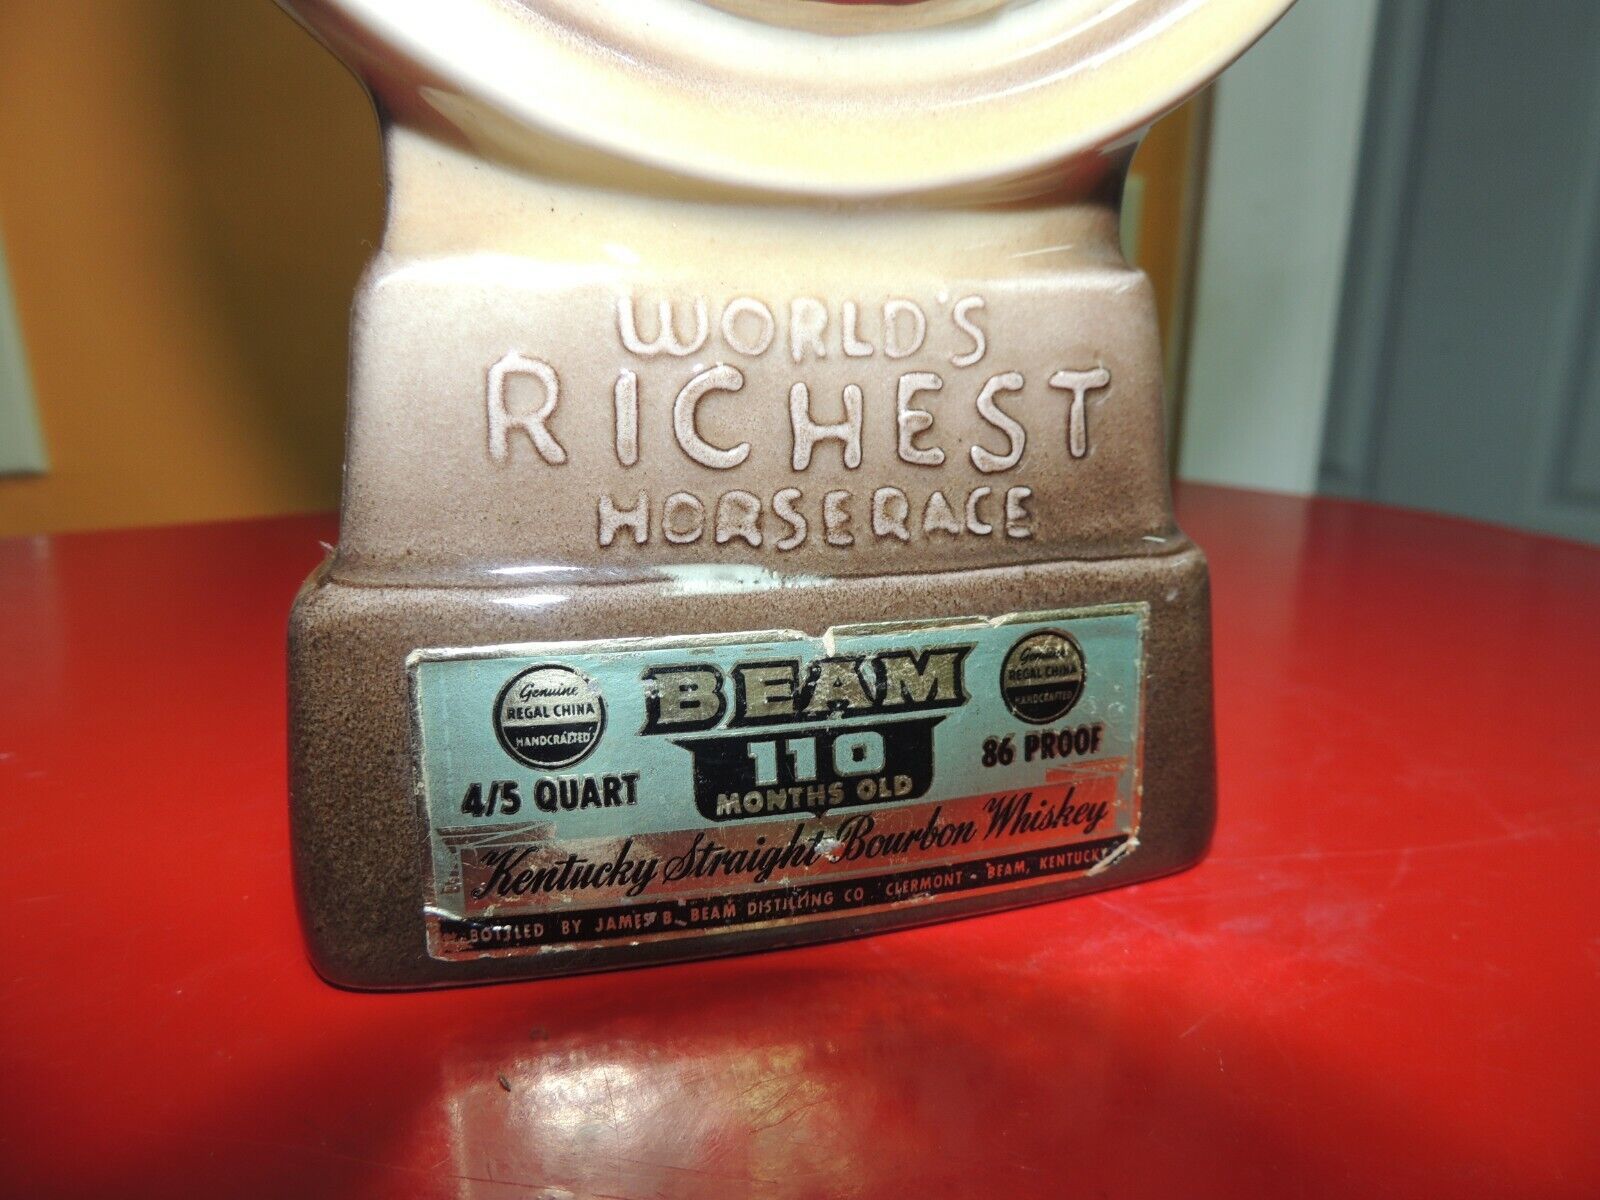 WORLD'S
RICHEST
HORSERACE
Genuine
REGAL CHINA
HANDCRAFTED
BEAM
Genuine
REGAL CHINA
HANDCRAFTED
4/5 QUART
110
MONTHS OLD
86 PROOF
Kentucky Straight Bourbon Whiskey
BOTTLED BY JAMES B. BEAM DISTILLING CO. CLERMONT - BEAM, KENTUCKY